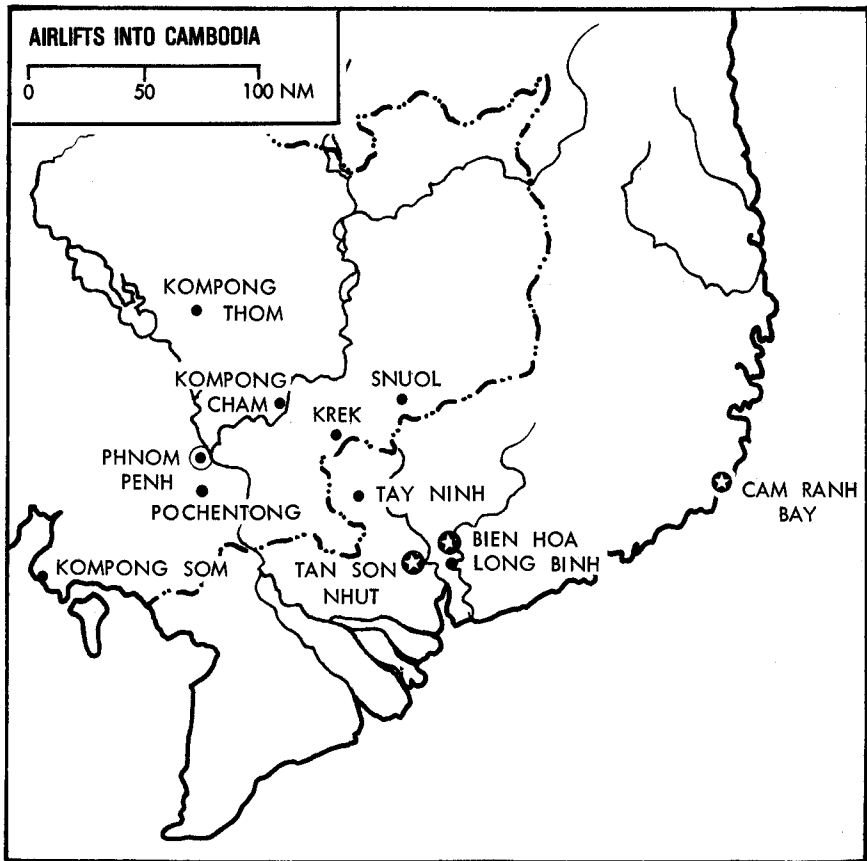 AIRLIFTS INTO CAMBODIA
0 50 100 NM
KOMPONG
THOM
KOMPONG
CHAM
SNUOL
KREK
PHNOM
PENH
TAY NINH
POCHENTONG
CAM RANH
BAY
BIEN HOA
LONG BINH
TAN SON
NHUT
KOMPONG SOM